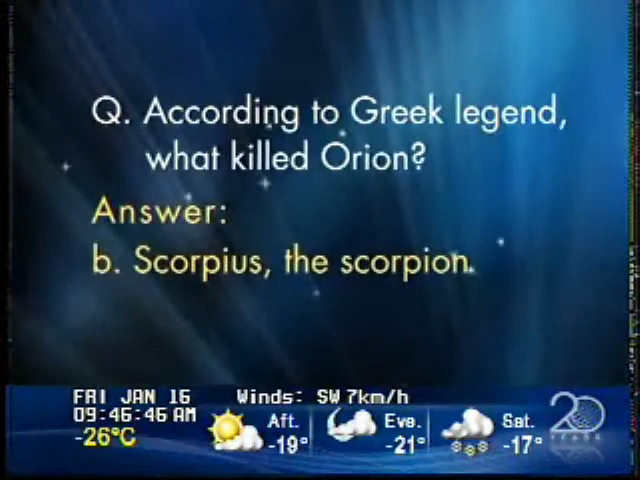 Q. According to Greek legend,
what killed Orion?
Answer:
b. Scorpius, the scorpion.
FRI JAN 16 Winds: SW 7km/h
09:46:46 AM
-26°C
Aft.
-19°
Eve.
-21°
Sat.
-17°
20
YEARS